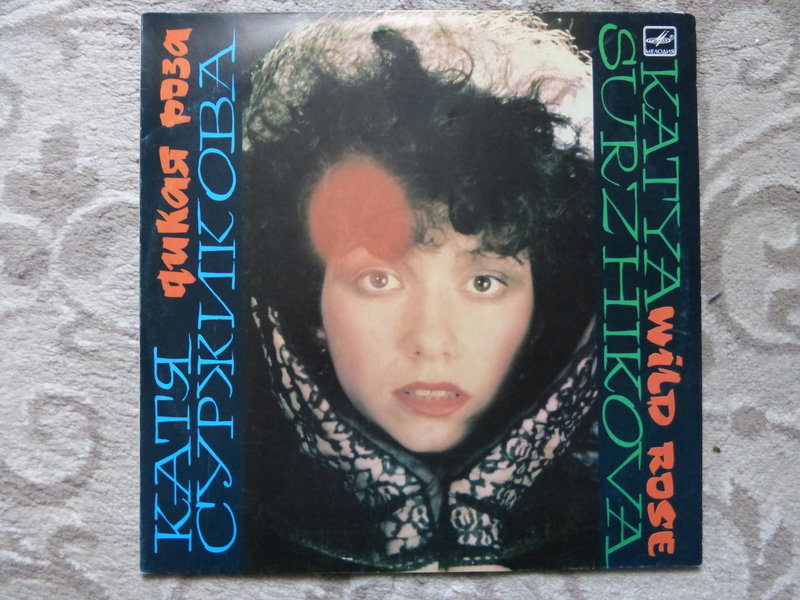 КАТЯ дикая роза
СУРЖИКОВА
МЕЛОДИЯ
KATYA WILD ROSE
SURZHIKOVA